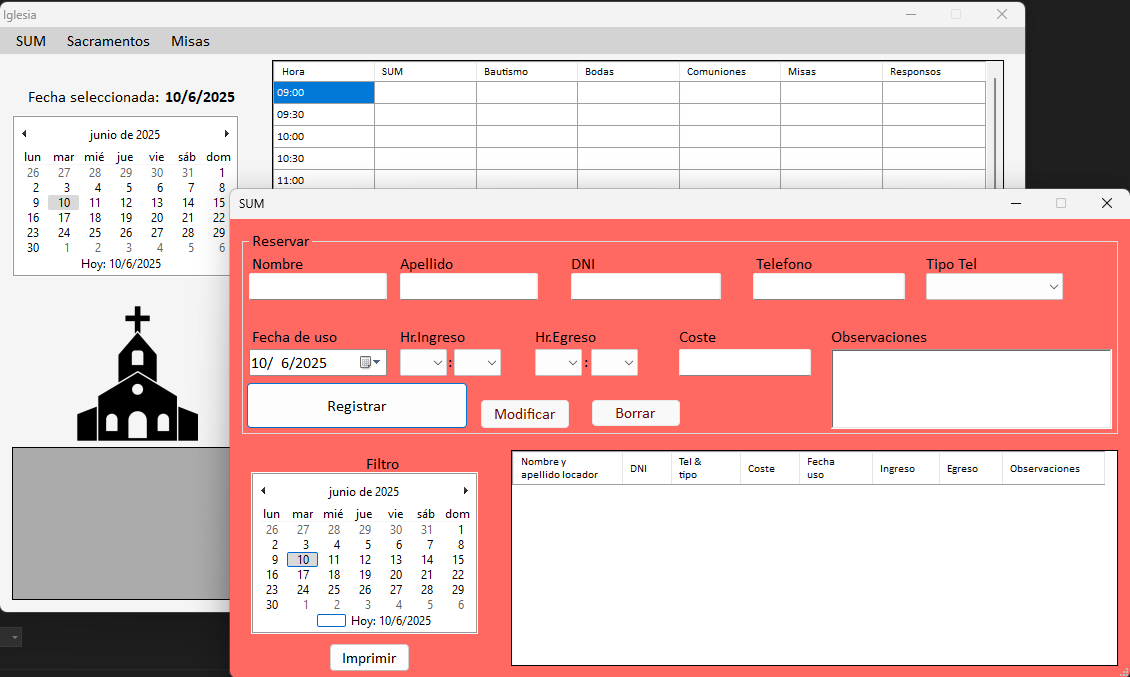 Iglesia
SUM Sacramentos Misas
Fecha seleccionada: 10/6/2025
junio de 2025
lun mar mié jue vie sáb dom
26 27 28 29 30 31 1
2 3 4 5 6 7 8
9 10 11 12 13 14 15
16 17 18 19 20 21 22
23 24 25 26 27 28 29
30 1 2 3 4 5 6
Hoy: 10/6/2025
Hora SUM Bautismo Bodas Comuniones Misas Responsos
09:00
09:30
10:00
10:30
11:00
SUM
Reservar
Nombre Apellido DNI Telefono Tipo Tel
Fecha de uso Hr.Ingreso Hr.Egreso Coste Observaciones
10/ 6/2025 : :
Registrar Modificar Borrar
Filtro
junio de 2025
lun mar mié jue vie sáb dom
26 27 28 29 30 31 1
2 3 4 5 6 7 8
9 10 11 12 13 14 15
16 17 18 19 20 21 22
23 24 25 26 27 28 29
30 1 2 3 4 5 6
Hoy: 10/6/2025
Imprimir
Nombre y
apellido locador
DNI
Tel &
tipo
Coste
Fecha
uso
Ingreso
Egreso
Observaciones